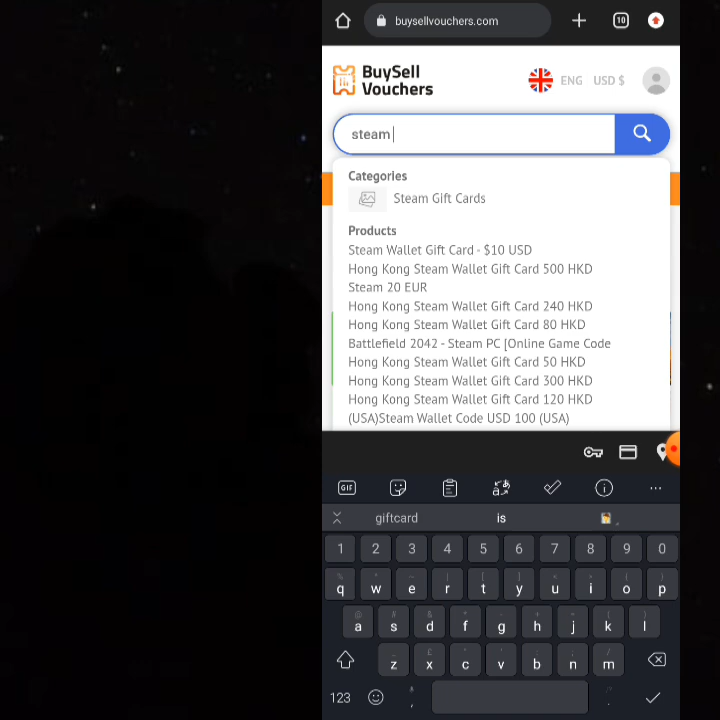 buysellvouchers.com
10
BuySell
Vouchers
ENG USD $
steam
Categories
Steam Gift Cards
Products
Steam Wallet Gift Card - $10 USD
Hong Kong Steam Wallet Gift Card 500 HKD
Steam 20 EUR
Hong Kong Steam Wallet Gift Card 240 HKD
Hong Kong Steam Wallet Gift Card 80 HKD
Battlefield 2042 - Steam PC [Online Game Code
Hong Kong Steam Wallet Gift Card 50 HKD
Hong Kong Steam Wallet Gift Card 300 HKD
Hong Kong Steam Wallet Gift Card 120 HKD
(USA)Steam Wallet Code USD 100 (USA)
GIF
giftcard is
1 2 3 4 5 6 7 8 9 0
q w e r t y u i o p
a s d f g h j k l
z x c v b n m
123 , .